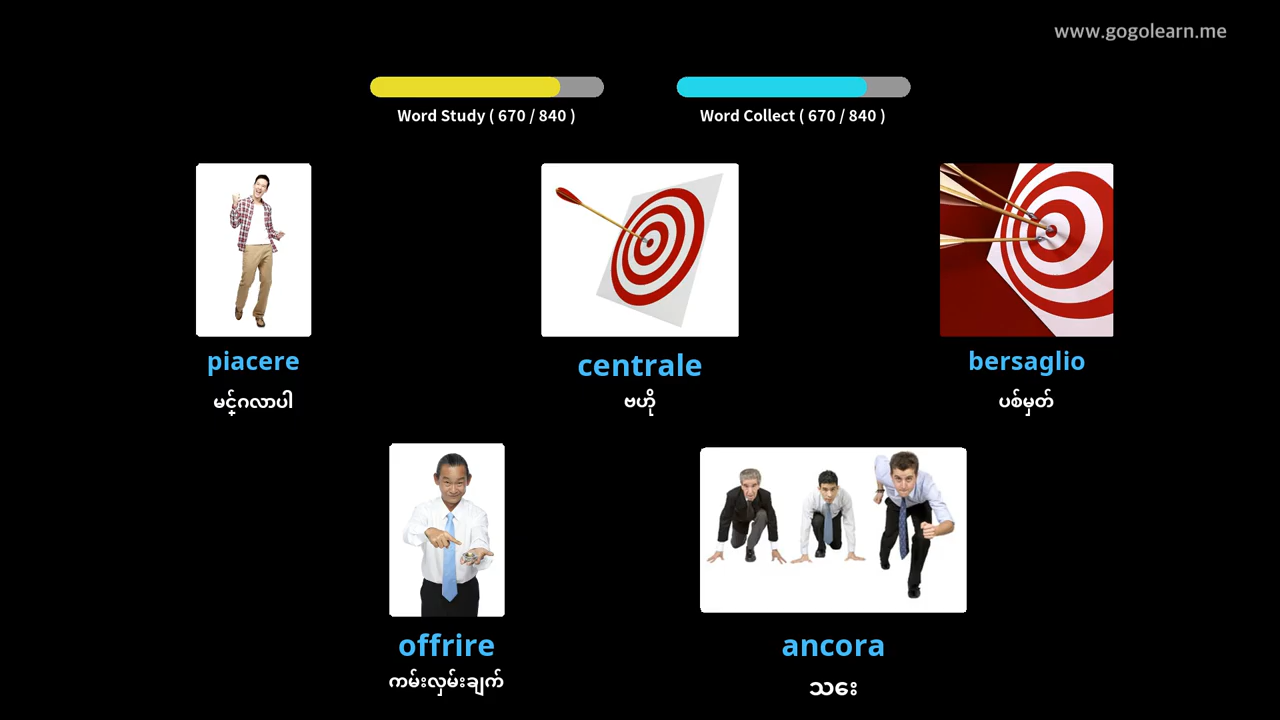 www.gogolearn.me
Word Study ( 670 / 840 )
Word Collect ( 670 / 840 )
piacere
centrale
bersaglio
မင်္ဂလာပါ
ဗဟို
ပစ်မှတ်
offrire
ancora
ကမ်းလှမ်းချက်
သေး